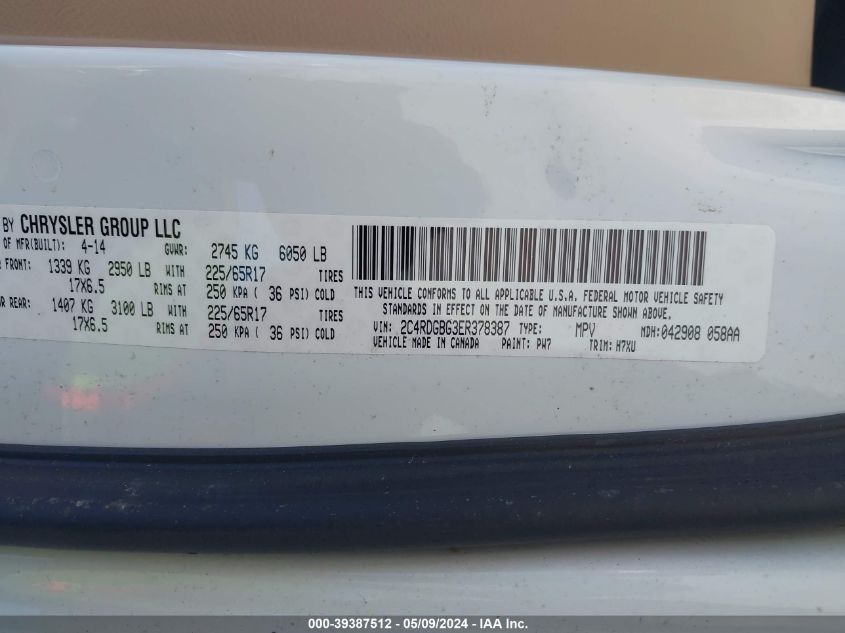 BY CHRYSLER GROUP LLC
OF MFR(BUILT): 4-14 GVWR: 2745 KG 6050 LB
FRONT: 1339 KG 2950 LB WITH 225/65R17 TIRES
17X6.5 RIMS AT 250 KPA ( 36 PSI) COLD
REAR: 1407 KG 3100 LB WITH 225/65R17 TIRES
17X6.5 RIMS AT 250 KPA ( 36 PSI) COLD
THIS VEHICLE CONFORMS TO ALL APPLICABLE U.S.A. FEDERAL MOTOR VEHICLE SAFETY
STANDARDS IN EFFECT ON THE DATE OF MANUFACTURE SHOWN ABOVE.
VIN: 2C4RDGBG3ER378387 TYPE: MPV MDH:042908 058AA
VEHICLE MADE IN CANADA PAINT: PW7 TRIM: H7XU
000-39387512 - 05/09/2024 - IAA Inc.